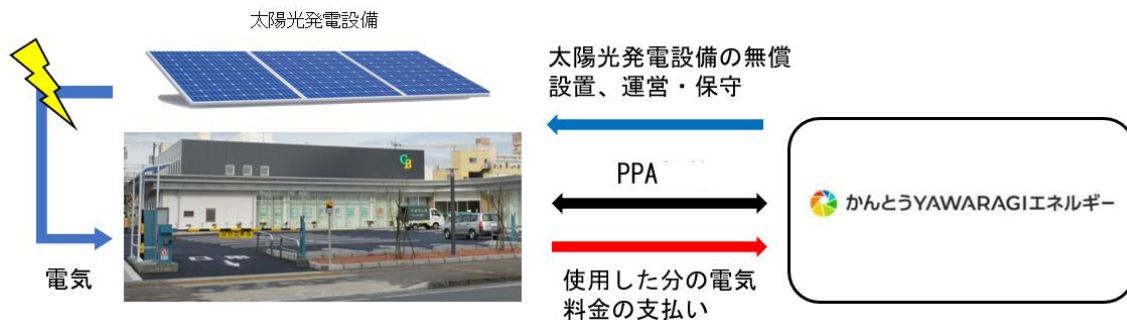 太陽光発電設備
太陽光発電設備の無償
設置、運営・保守
GB
PPA
かんとうYAWARAGIエネルギー
電気
使用した分の電気
料金の支払い